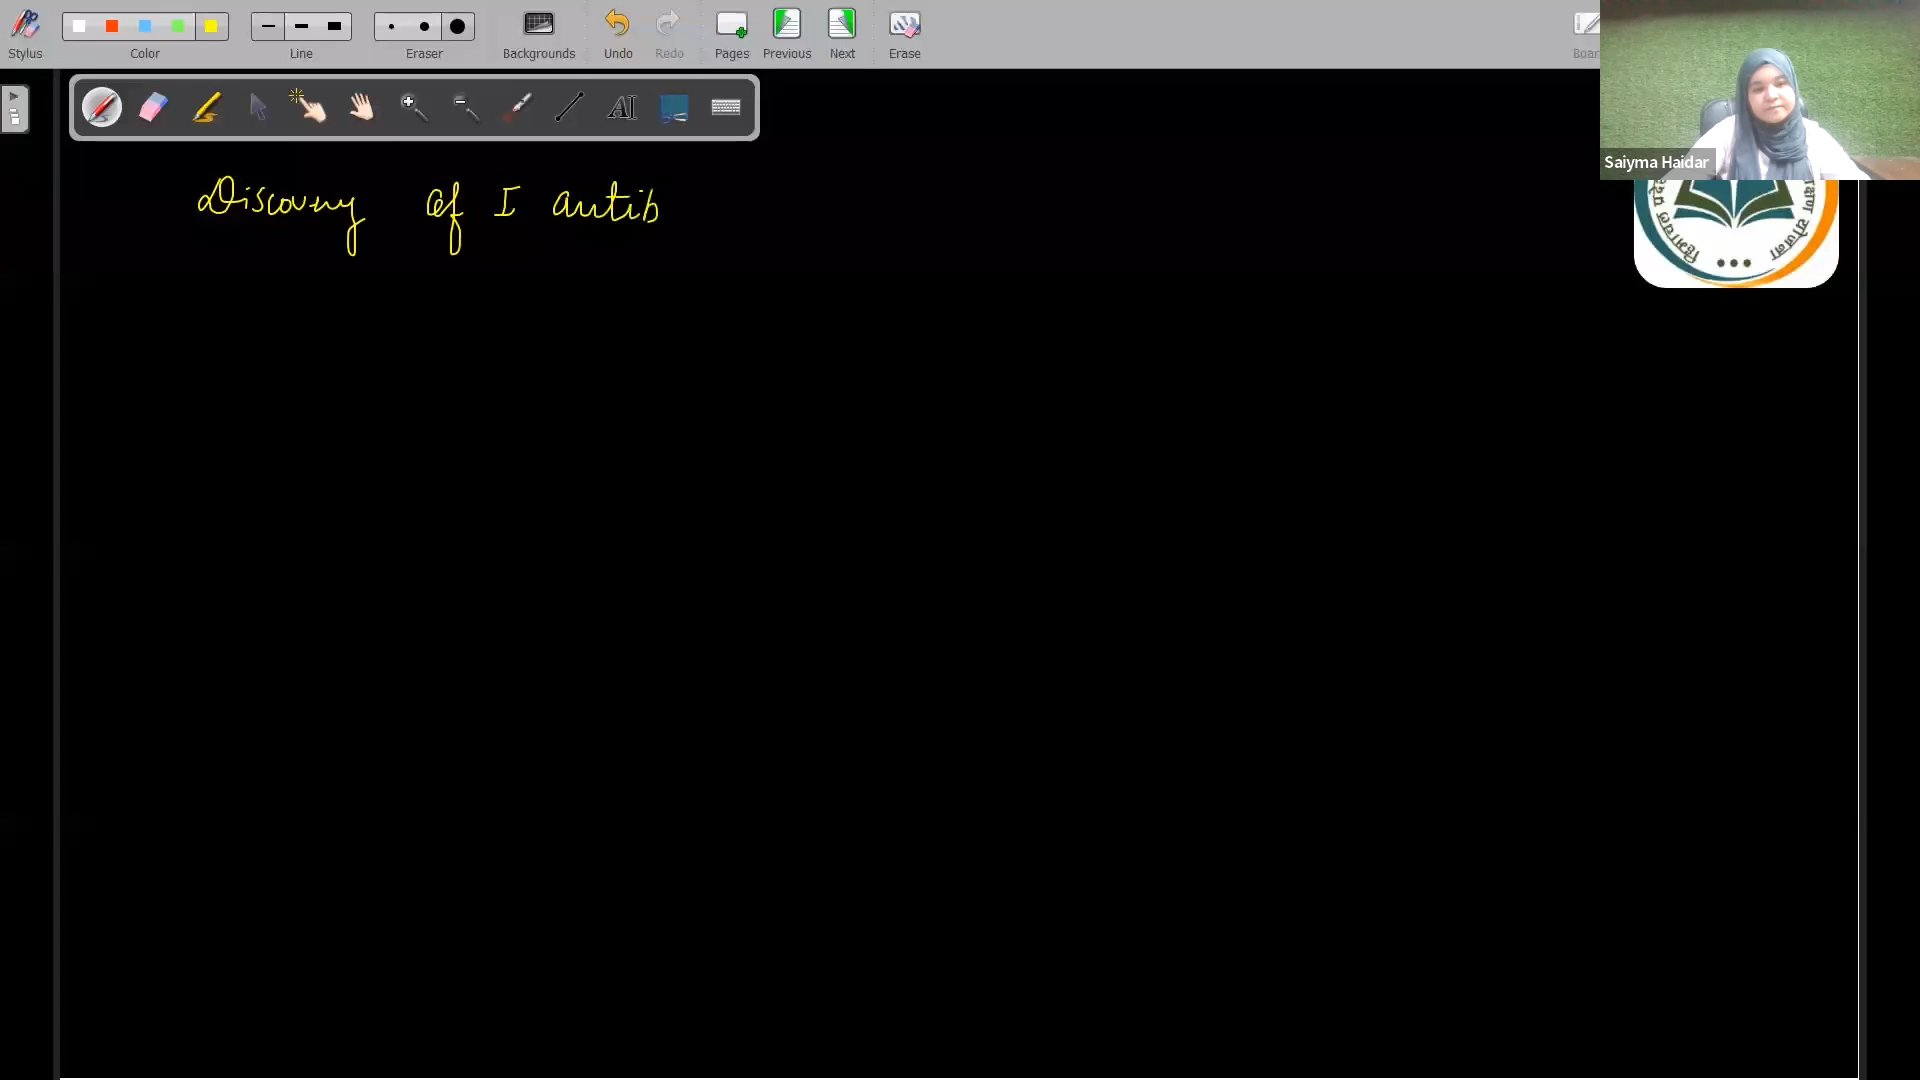 Stylus Color Line Eraser Backgrounds Undo Redo Pages Previous Next Erase
Saiyma Haidar
Discovery of I antib